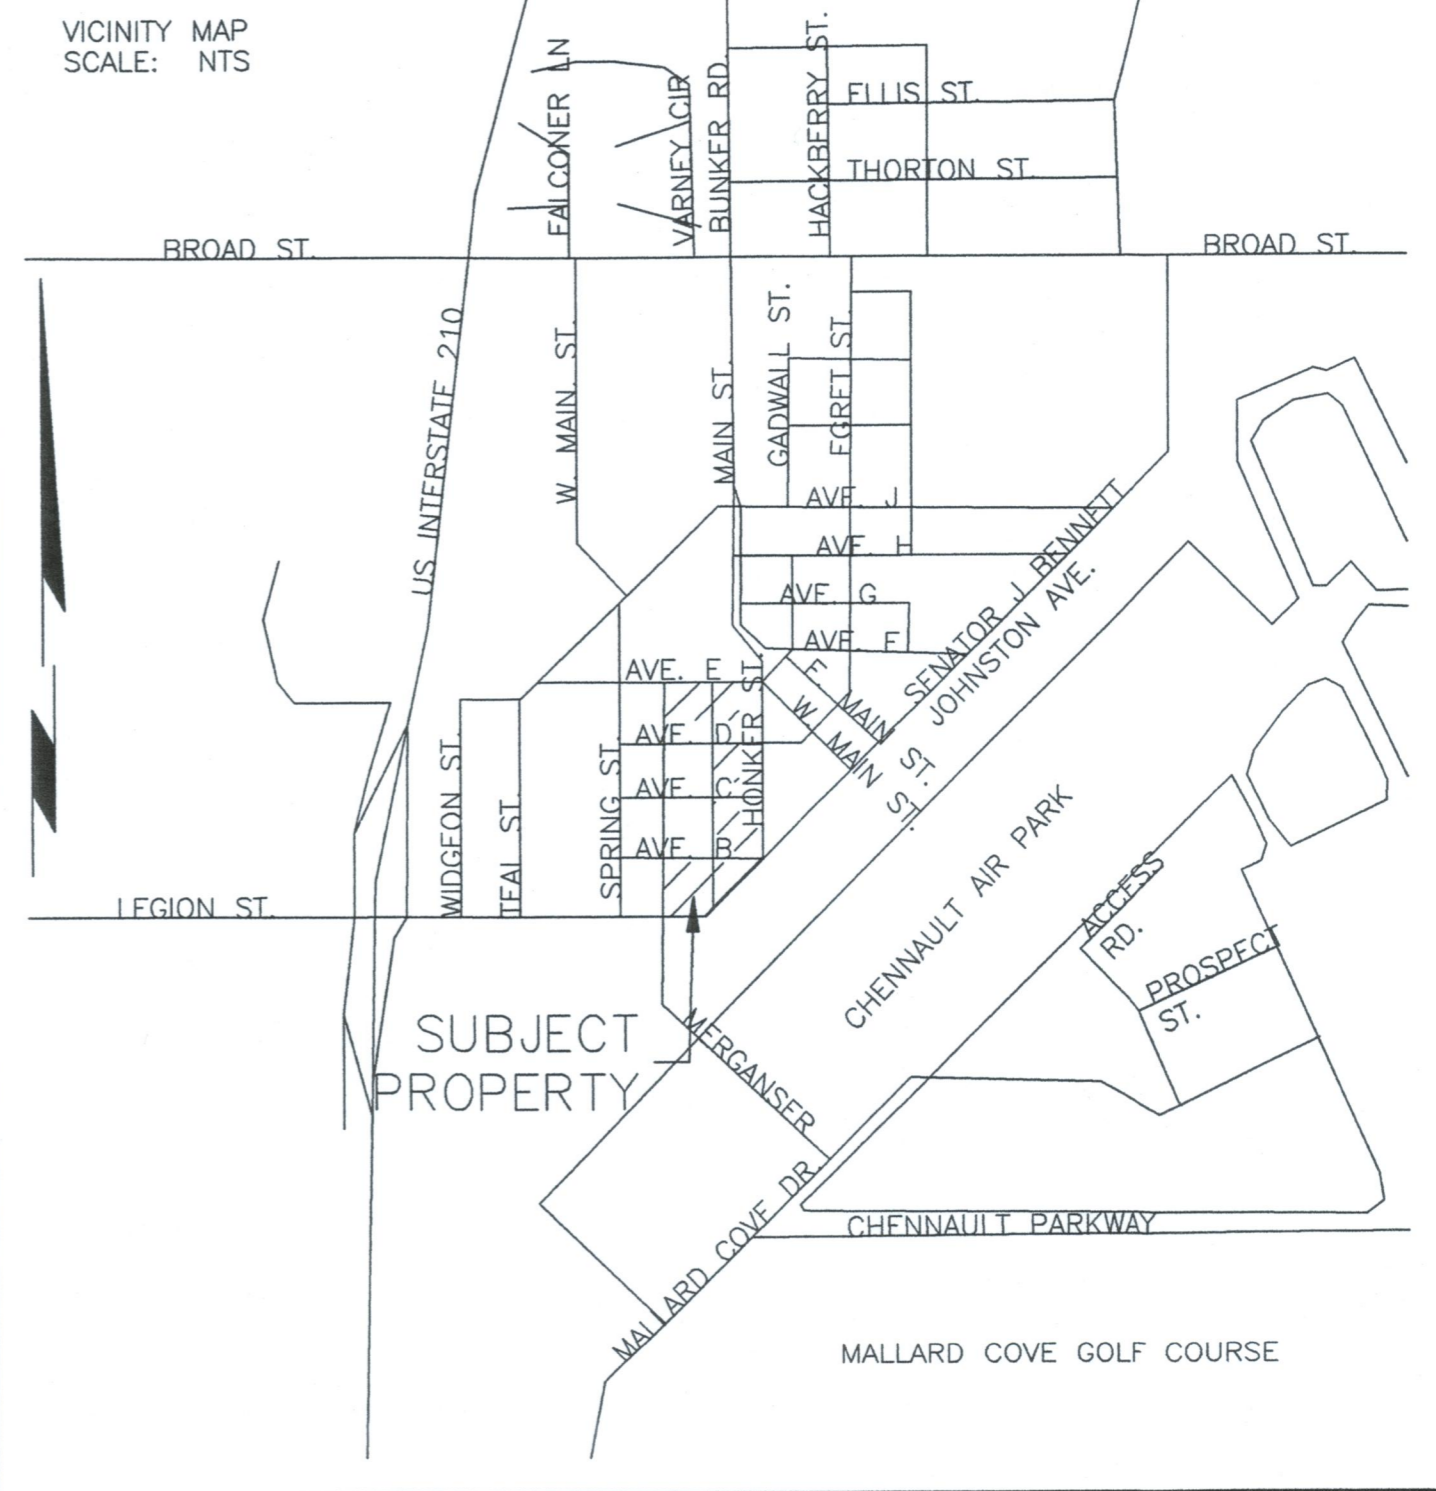 VICINITY MAP
SCALE: NTS
FALCONER LN
VARNEY CIR
BUNKER RD.
HACKBERRY ST.
ELLIS ST.
THORTON ST.
BROAD ST.
BROAD ST.
US INTERSTATE 210
W. MAIN ST.
MAIN ST.
GADWALL ST.
EGRET ST.
AVE. J
AVE. H
AVE. G
AVE. F
SENATOR J BENNETT
JOHNSTON AVE.
AVE. E
E. MAIN ST.
W. MAIN ST.
AVE. D
AVE. C
AVE. B
HONKER ST.
WIDGEON ST.
TEAL ST.
SPRING ST.
LEGION ST.
SUBJECT
PROPERTY
MERGANSER
CHENNAULT AIR PARK
ACCESS
RD.
PROSPECT
ST.
MALLARD COVE DR.
CHENNAULT PARKWAY
MALLARD COVE GOLF COURSE